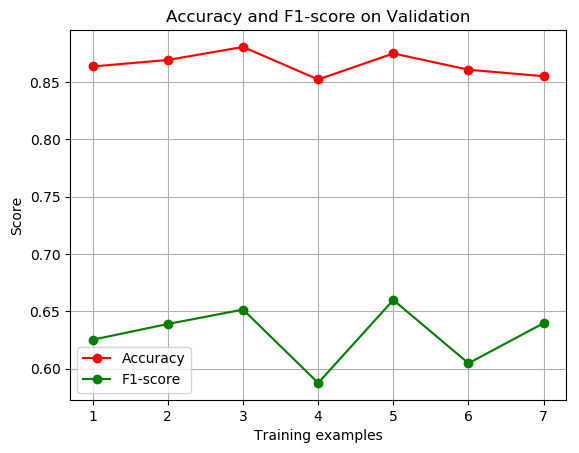 Accuracy and F1-score on Validation
Score
0.85
0.80
0.75
0.70
0.65
0.60
Accuracy
F1-score
1 2 3 4 5 6 7
Training examples